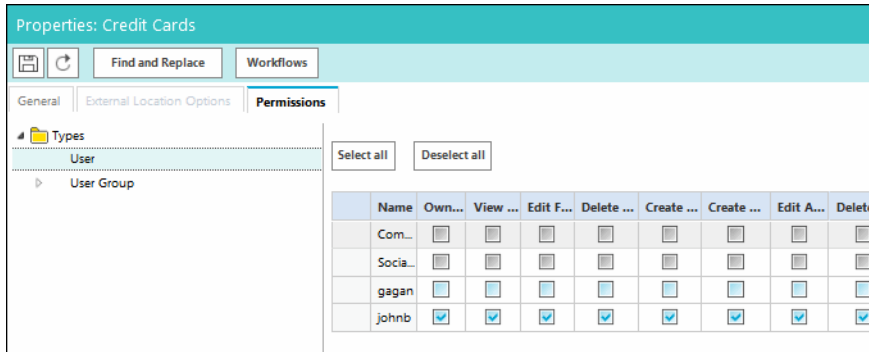 Properties: Credit Cards
Find and Replace Workflows
General External Location Options Permissions
Types
User
User Group
Select all Deselect all
Name Own... View ... Edit F... Delete ... Create ... Create ... Edit A... Delete
Com...
Socia...
gagan
johnb